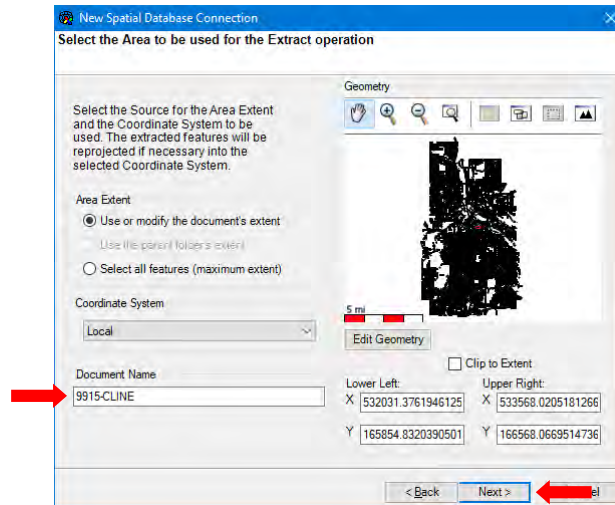 New Spatial Database Connection
Select the Area to be used for the Extract operation
Select the Source for the Area Extent
and the Coordinate System to be
used. The extracted features will be
reprojected if necessary into the
selected Coordinate System.
Area Extent
Use or modify the document's extent
Use the parent folder's extent
Select all features (maximum extent)
Coordinate System
Local
Document Name
9915-CLINE
Geometry
5 mi
Edit Geometry
Clip to Extent
Lower Left:
Upper Right:
X 532031.3761946125
X 533568.0205181266
Y 165854.8320390501
Y 166568.0669514736
< Back
Next >
el